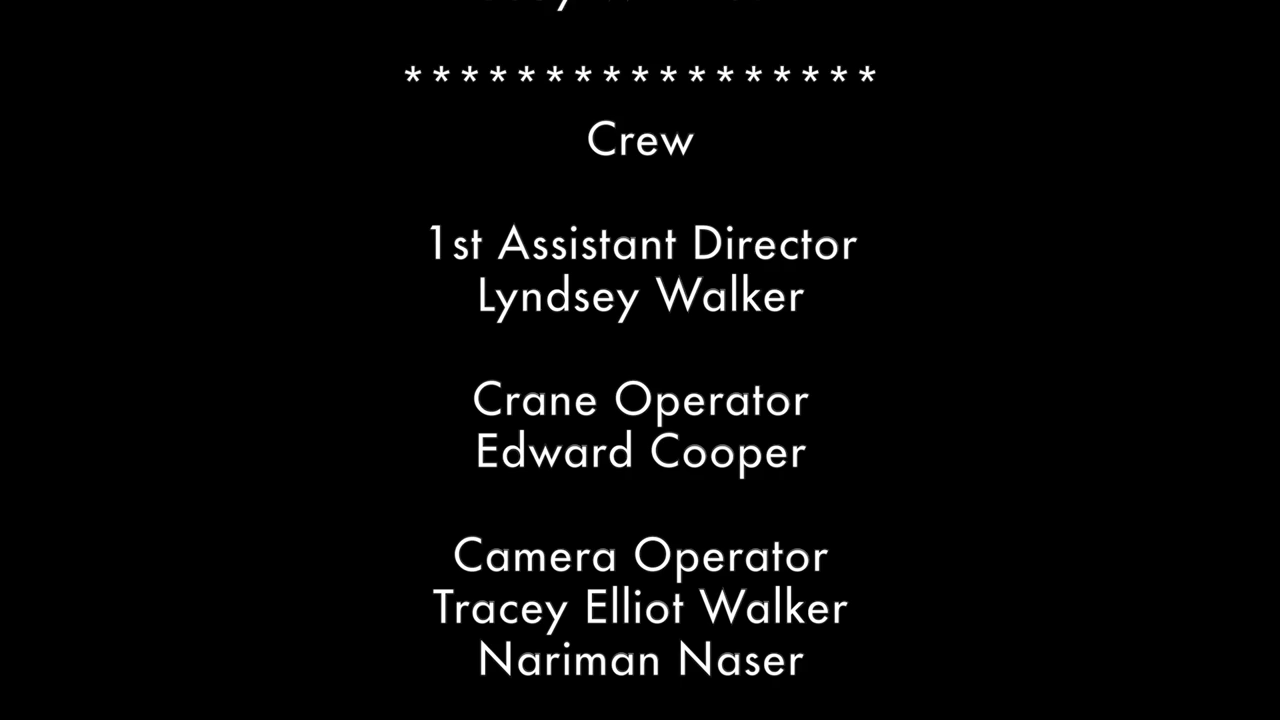 * * * * * * * * * * * * * * * * *
Crew
1st Assistant Director
Lyndsey Walker
Crane Operator
Edward Cooper
Camera Operator
Tracey Elliot Walker
Nariman Naser